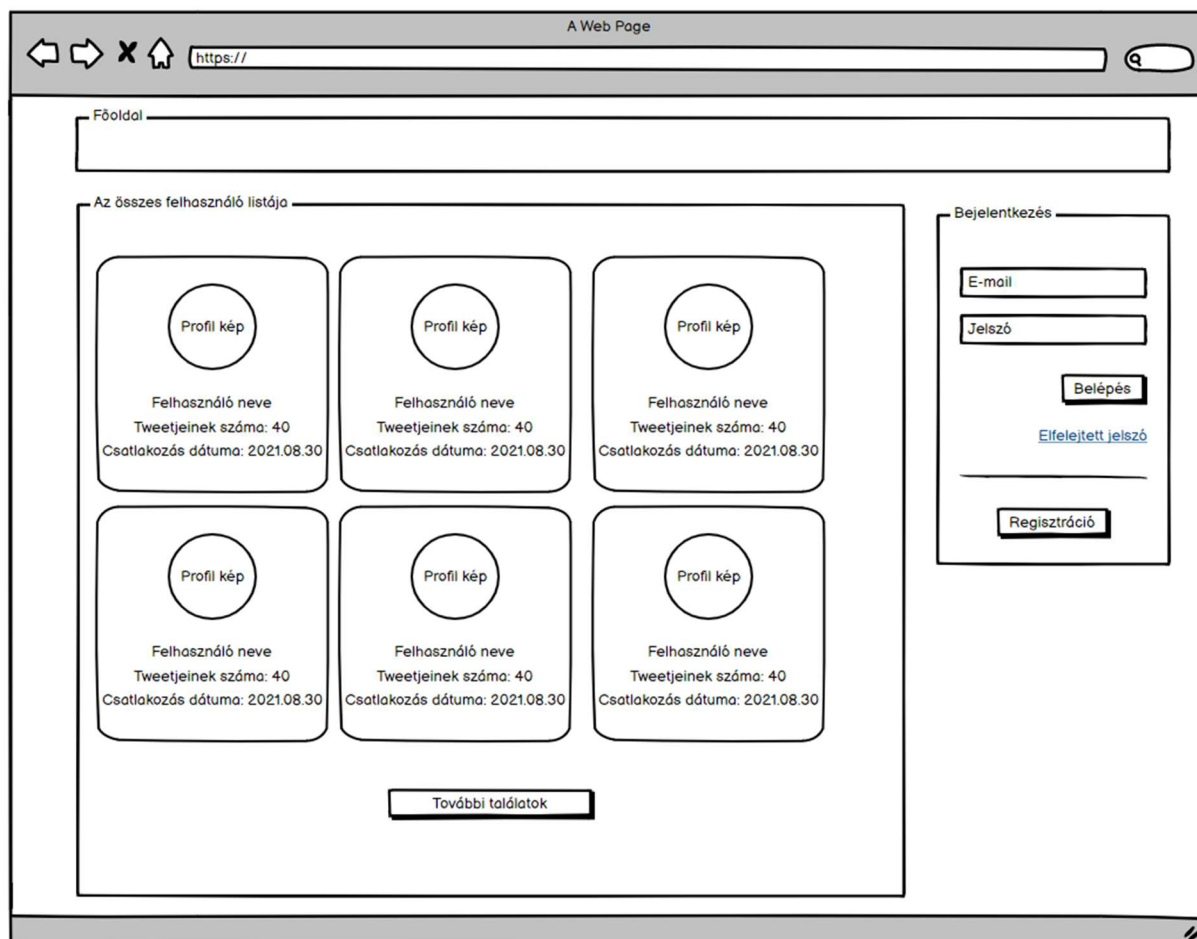 A Web Page
https://
Főoldal
Az összes felhasználó listája
Profil kép
Felhasználó neve
Tweetjeinek száma: 40
Csatlakozás dátuma: 2021.08.30
Profil kép
Felhasználó neve
Tweetjeinek száma: 40
Csatlakozás dátuma: 2021.08.30
Profil kép
Felhasználó neve
Tweetjeinek száma: 40
Csatlakozás dátuma: 2021.08.30
Profil kép
Felhasználó neve
Tweetjeinek száma: 40
Csatlakozás dátuma: 2021.08.30
Profil kép
Felhasználó neve
Tweetjeinek száma: 40
Csatlakozás dátuma: 2021.08.30
Profil kép
Felhasználó neve
Tweetjeinek száma: 40
Csatlakozás dátuma: 2021.08.30
További találatok
Bejelentkezés
E-mail
Jelszó
Belépés
Elfelejtett jelszó
Regisztráció